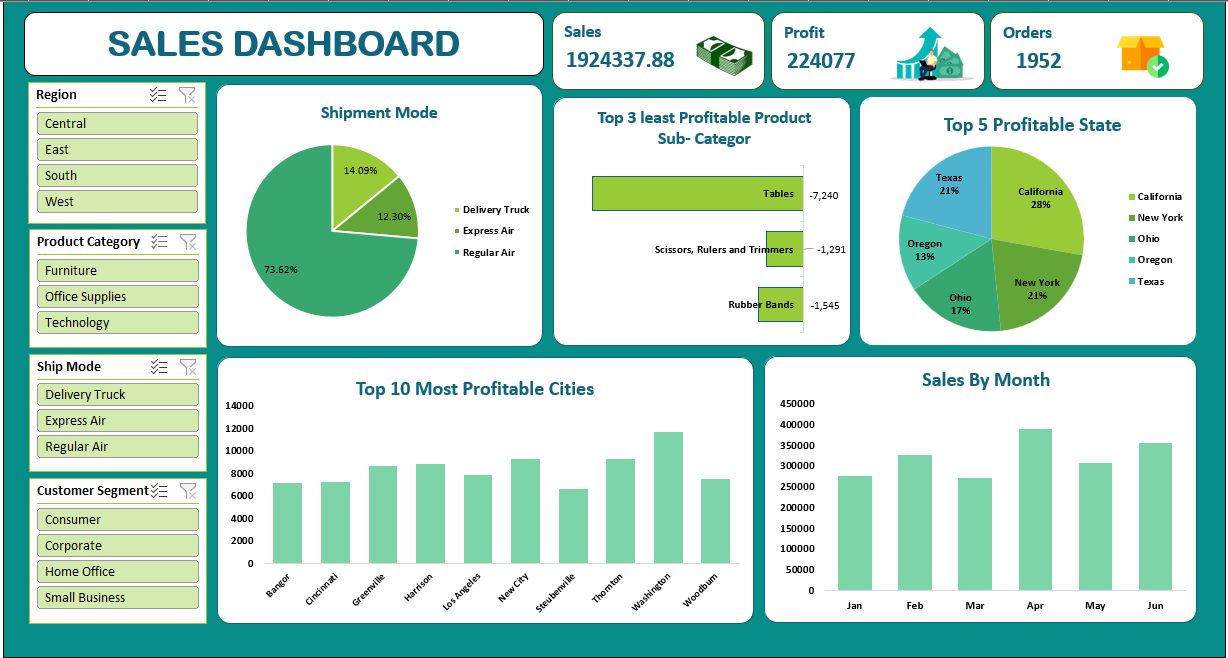 SALES DASHBOARD
Sales
1924337.88
Profit
224077
Orders
1952
Region
Central
East
South
West
Product Category
Furniture
Office Supplies
Technology
Ship Mode
Delivery Truck
Express Air
Regular Air
Customer Segment
Consumer
Corporate
Home Office
Small Business
Shipment Mode
14.09%
12.30%
73.62%
Delivery Truck
Express Air
Regular Air
Top 3 least Profitable Product
Sub- Categor
Tables
-7,240
Scissors, Rulers and Trimmers
-1,291
Rubber Bands
-1,545
Top 5 Profitable State
Texas
21%
California
28%
Oregon
13%
New York
21%
Ohio
17%
California
New York
Ohio
Oregon
Texas
Top 10 Most Profitable Cities
14000
12000
10000
8000
6000
4000
2000
0
Bangor
Cincinnati
Greenville
Harrison
Los Angeles
New City
Steubenville
Thornton
Washington
Woodburn
Sales By Month
450000
400000
350000
300000
250000
200000
150000
100000
50000
0
Jan
Feb
Mar
Apr
May
Jun